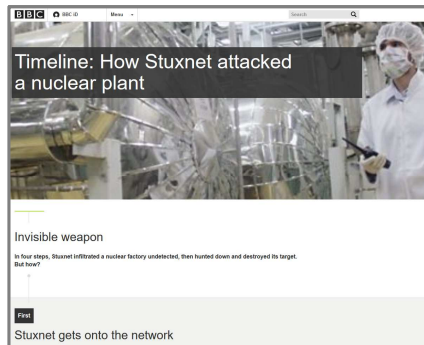 BBC BBC iD Menu Search
Timeline: How Stuxnet attacked
a nuclear plant
Invisible weapon
In four steps, Stuxnet infiltrated a nuclear factory undetected, then hunted down and destroyed its target.
But how?
First
Stuxnet gets onto the network